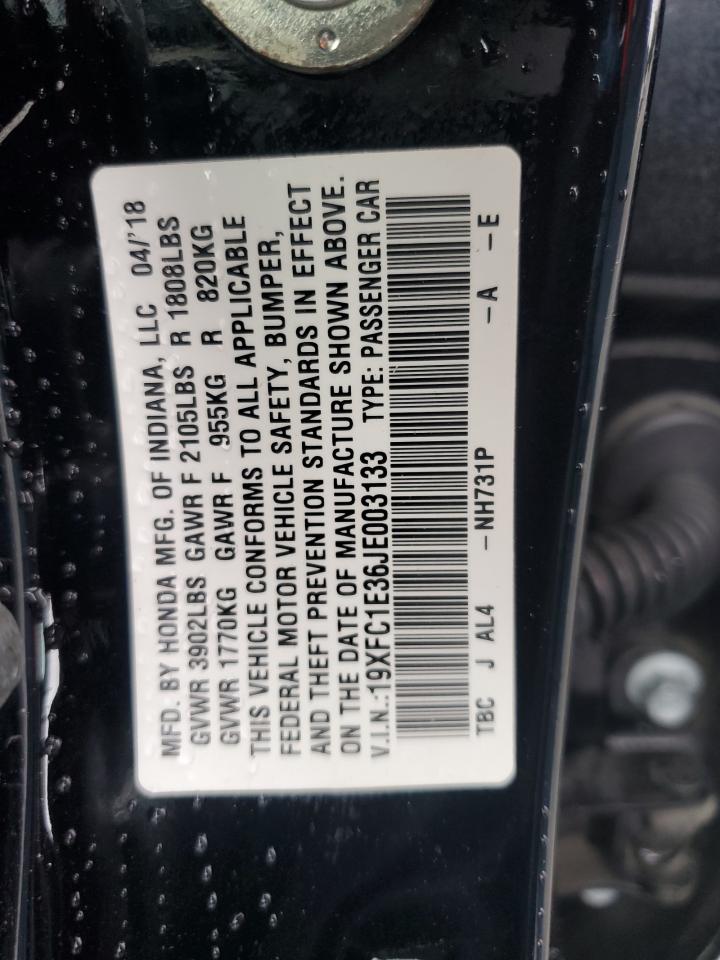 MFD. BY HONDA MFG. OF INDIANA, LLC 04/'18
GVWR 3902LBS GAWR F 2105LBS R 1808LBS
GVWR 1770KG GAWR F 955KG R 820KG
THIS VEHICLE CONFORMS TO ALL APPLICABLE
FEDERAL MOTOR VEHICLE SAFETY, BUMPER,
AND THEFT PREVENTION STANDARDS IN EFFECT
ON THE DATE OF MANUFACTURE SHOWN ABOVE.
V.I.N.:19XFC1E36JE003133 TYPE: PASSENGER CAR
TBC J AL4 -NH731P -A -E